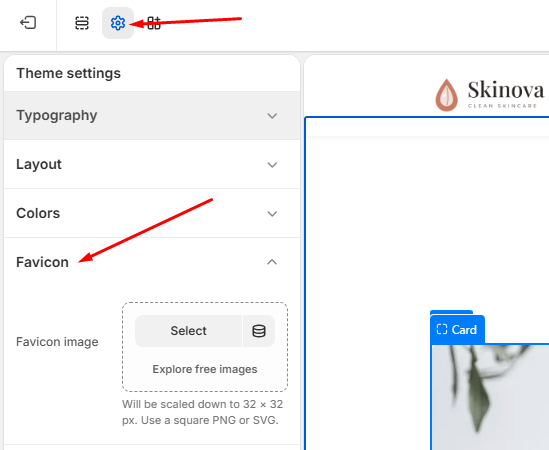 Theme settings
Skinova
CLEAN SKINCARE
Typography
Layout
Colors
Favicon
Favicon image
Select
Explore free images
Will be scaled down to 32 × 32
px. Use a square PNG or SVG.
Card